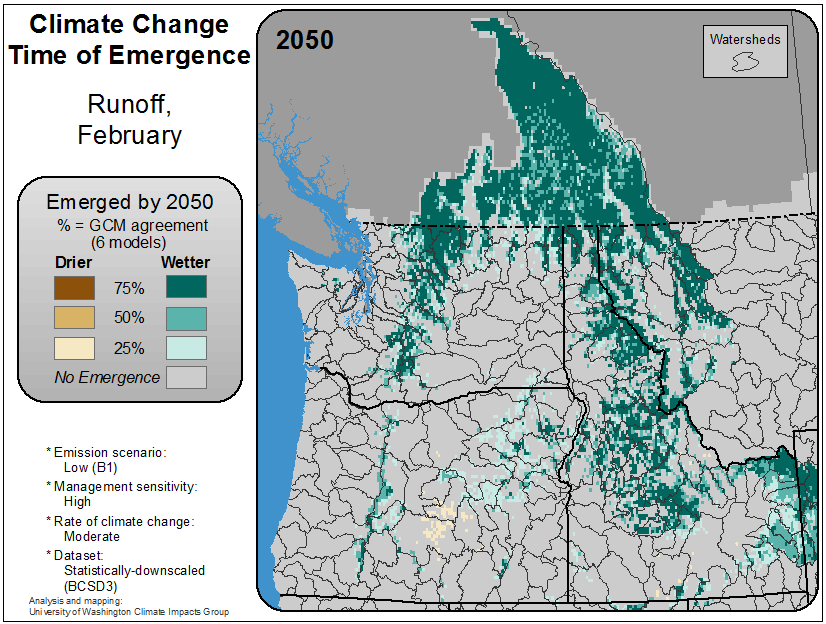 Climate Change
Time of Emergence
Runoff,
February
Emerged by 2050
% = GCM agreement
(6 models)
Drier Wetter
75%
50%
25%
No Emergence
* Emission scenario:
Low (B1)
* Management sensitivity:
High
* Rate of climate change:
Moderate
* Dataset:
Statistically-downscaled
(BCSD3)
Analysis and mapping:
University of Washington Climate Impacts Group
2050
Watersheds